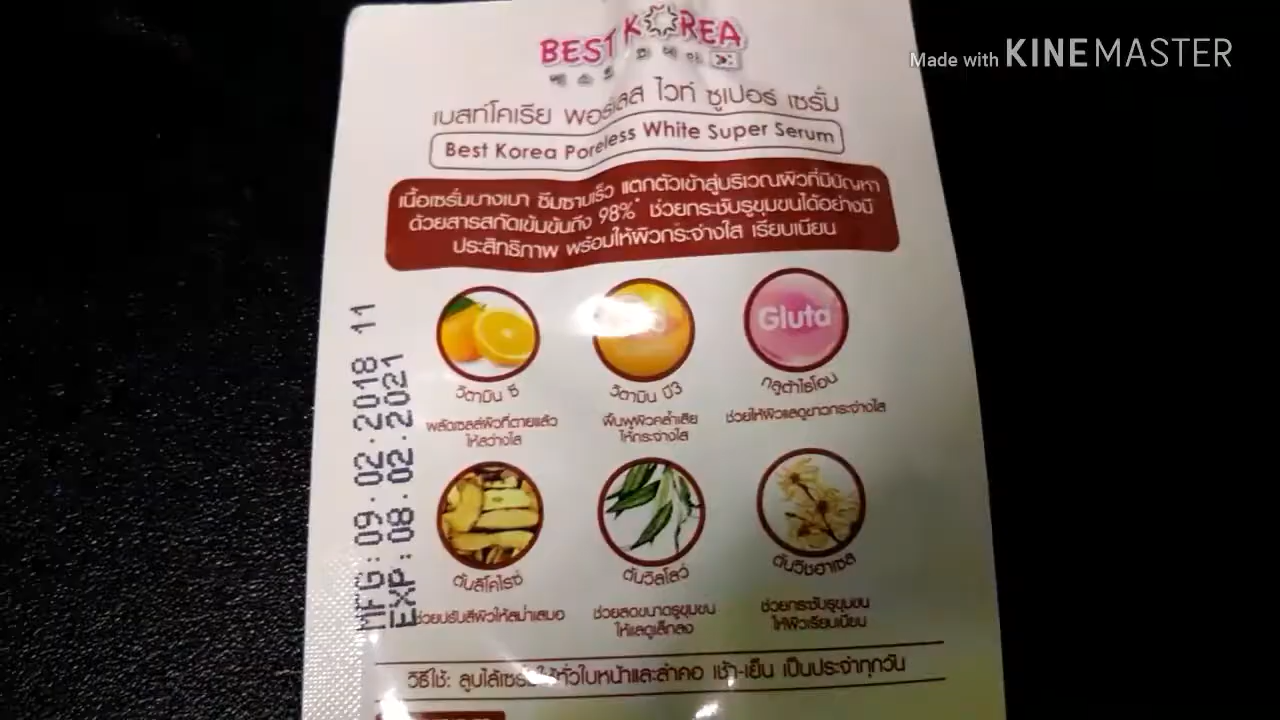 BEST KOREA
Made with KINEMASTER
เบสท์โคเรีย พอร์เลส ไวท์ ซูเปอร์ เซรั่ม
Best Korea Poreless White Super Serum
เนื้อเซรั่มบางเบา ซึมซาบเร็ว แตกตัวเข้าสู่บริเวณผิวที่มีปัญหา
ด้วยสารสกัดเข้มข้นถึง 98%* ช่วยกระชับรูขุมขนได้อย่างมี
ประสิทธิภาพ พร้อมให้ผิวกระจ่างใส เรียบเนียน
Gluta
วิตามิน ซี
วิตามิน บี3
กลูต้าไธโอน
ผลัดเซลล์ผิวที่ตายแล้ว
ให้สว่างใส
ฟื้นฟูผิวคล้ำเสีย
ให้กระจ่างใส
ช่วยให้ผิวแลดูขาวกระจ่างใส
ต้นลิโคไรซ์
ต้นวิลโลว์
ต้นวิชฮาเซล
ช่วยปรับสีผิวให้สม่ำเสมอ
ช่วยลดขนาดรูขุมขน
ให้แลดูเล็กลง
ช่วยกระชับรูขุมขน
ให้ผิวเรียบเนียน
MFG: 09.02.2018 11
EXP: 08.02.2021
วิธีใช้: ลูบไล้เซรั่มให้ทั่วใบหน้าและลำคอ เช้า-เย็น เป็นประจำทุกวัน